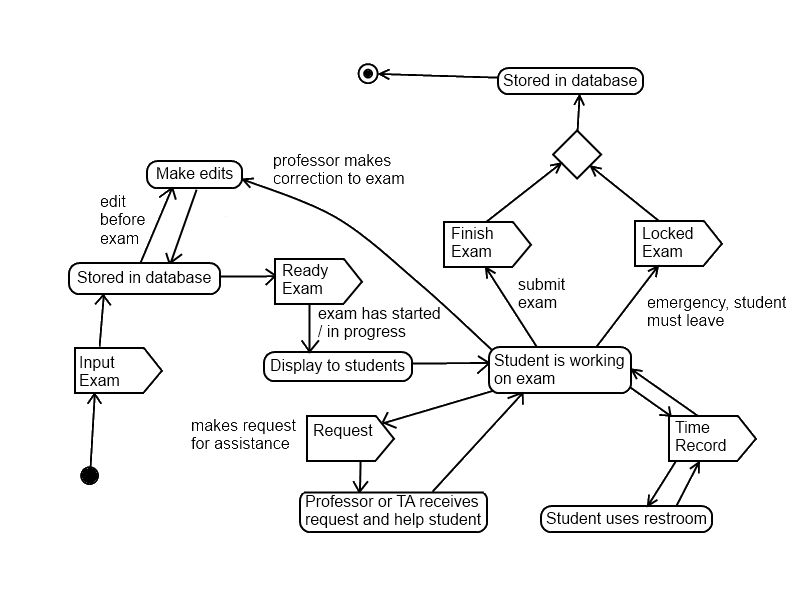 Stored in database
Make edits
professor makes
correction to exam
edit
before
exam
Finish
Exam
Locked
Exam
Stored in database
Ready
Exam
submit
exam
emergency, student
must leave
exam has started
/ in progress
Input
Exam
Display to students
Student is working
on exam
makes request
for assistance
Request
Time
Record
Professor or TA receives
request and help student
Student uses restroom